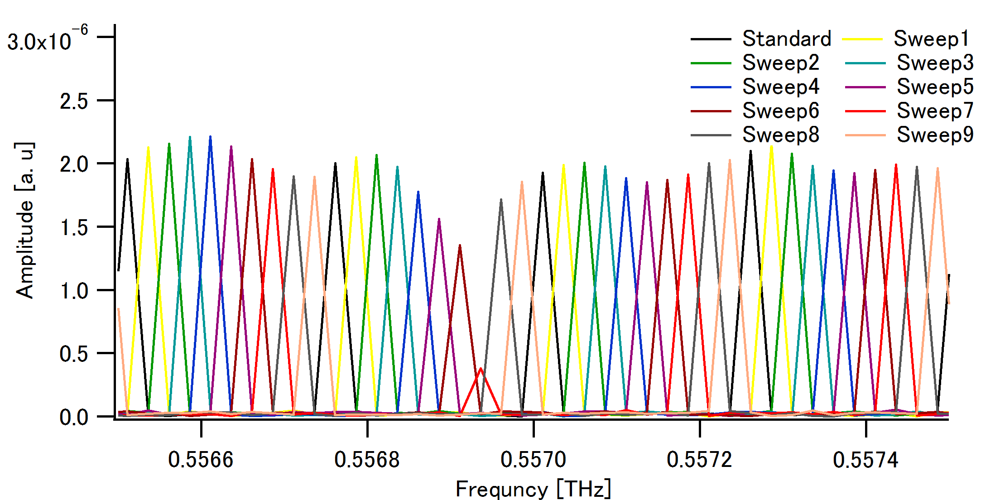 3.0x10⁻⁶
2.5
2.0
1.5
1.0
0.5
0.0
Amplitude [a. u]
Standard Sweep1
Sweep2 Sweep3
Sweep4 Sweep5
Sweep6 Sweep7
Sweep8 Sweep9
0.5566 0.5568 0.5570 0.5572 0.5574
Frequncy [THz]